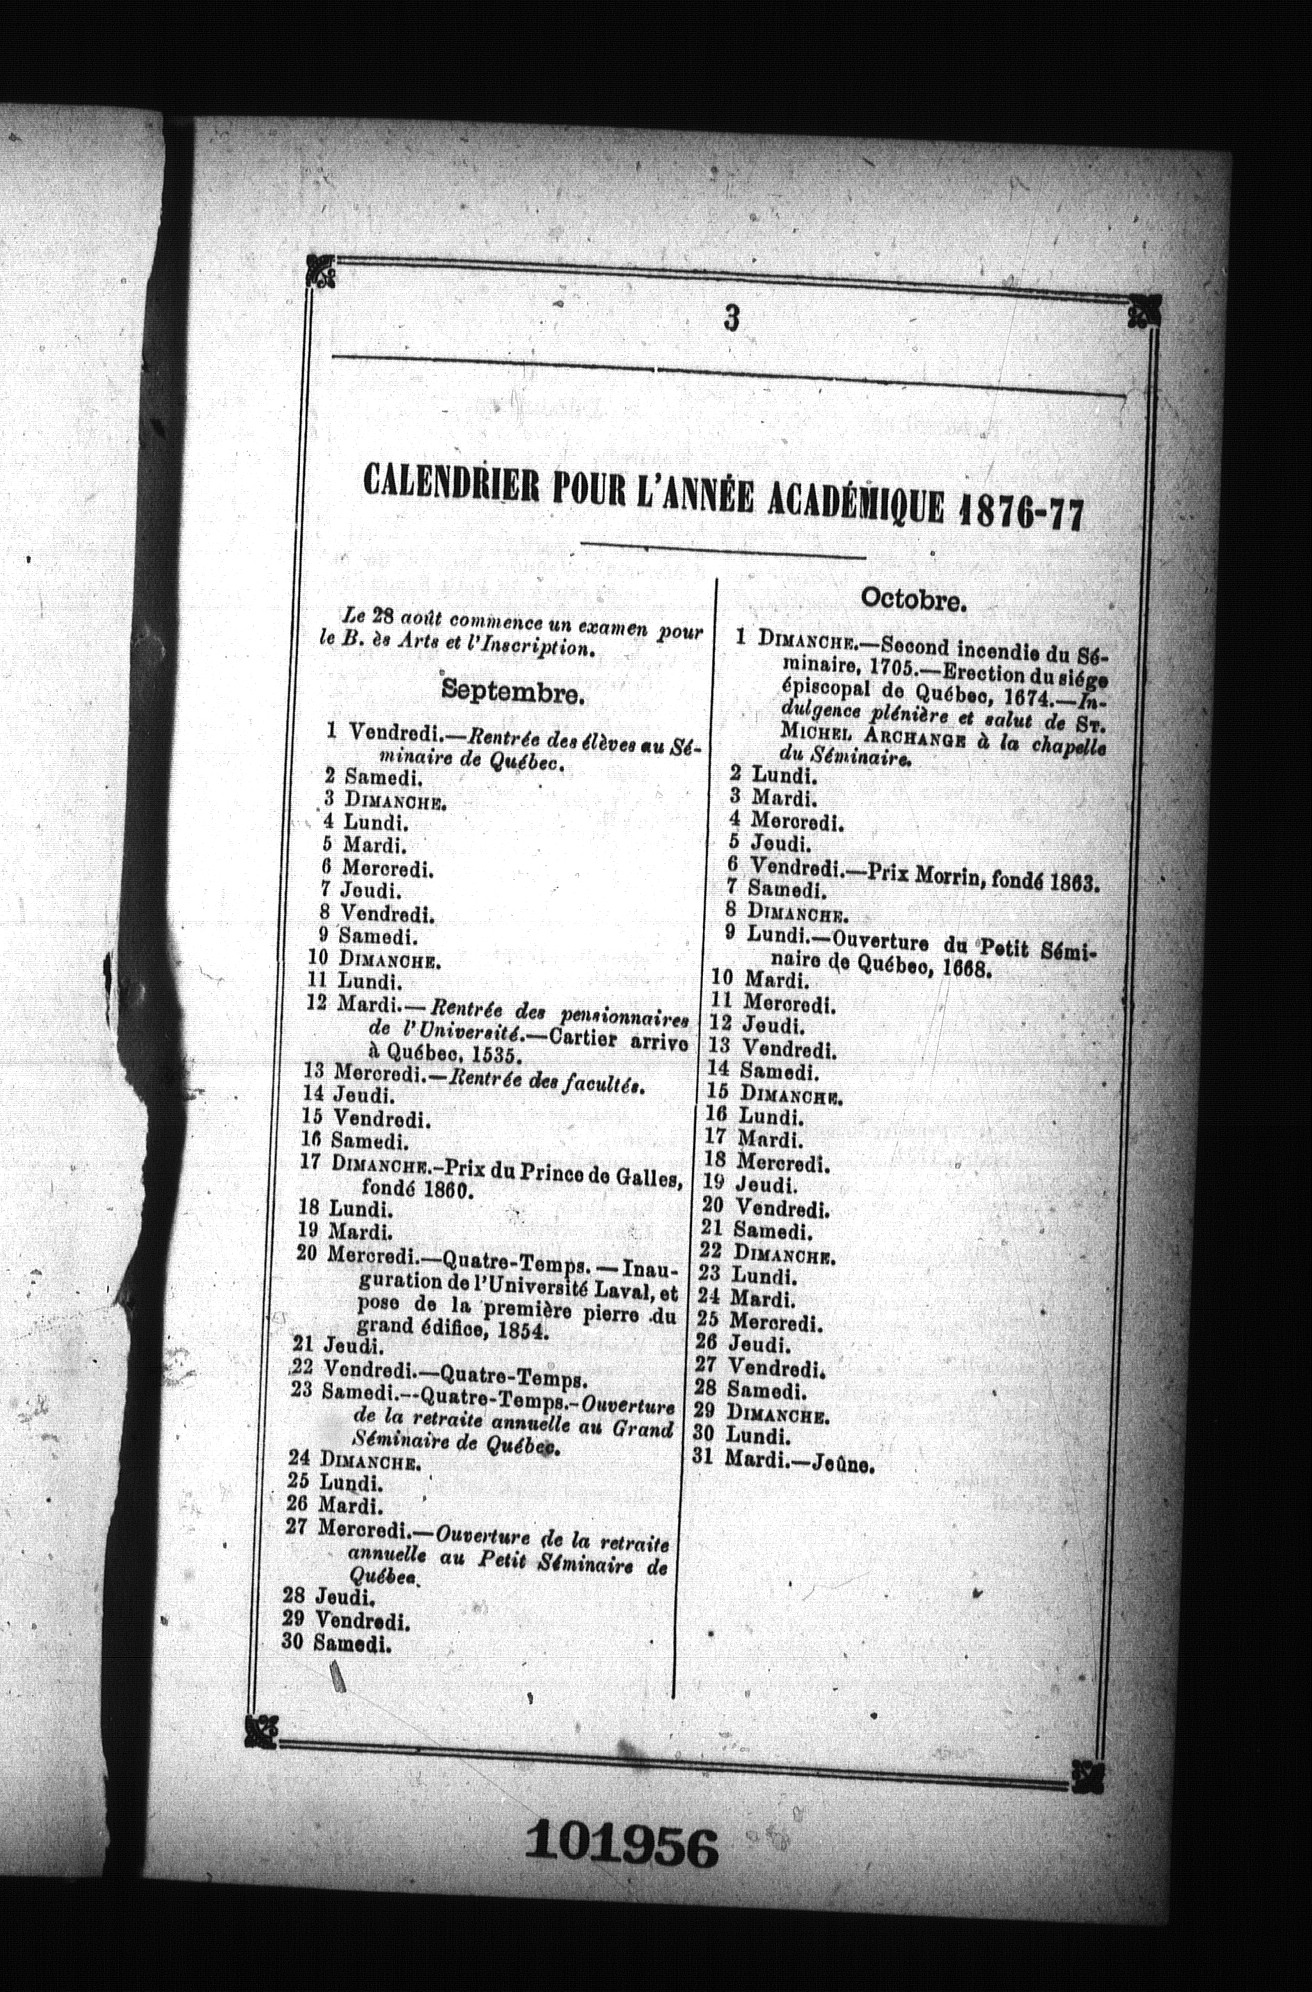 3
CALENDRIER POUR L'ANNÉE ACADÉMIQUE 1876-77
Le 28 août commence un examen pour
le B. ès Arts et l'Inscription.
Septembre.
1 Vendredi.—Rentrée des élèves au Sé-
minaire de Québec.
2 Samedi.
3 DIMANCHE.
4 Lundi.
5 Mardi.
6 Mercredi.
7 Jeudi.
8 Vendredi.
9 Samedi.
10 DIMANCHE.
11 Lundi.
12 Mardi.—Rentrée des pensionnaires
de l'Université.—Cartier arrive
à Québec, 1535.
13 Mercredi.—Rentrée des facultés.
14 Jeudi.
15 Vendredi.
16 Samedi.
17 DIMANCHE.-Prix du Prince de Galles,
fondé 1860.
18 Lundi.
19 Mardi.
20 Mercredi.—Quatre-Temps.—Inau-
guration de l'Université Laval, et
pose de la première pierre du
grand édifice, 1854.
21 Jeudi.
22 Vendredi.—Quatre-Temps.
23 Samedi.--Quatre-Temps.-Ouverture
de la retraite annuelle au Grand
Séminaire de Québec.
24 DIMANCHE.
25 Lundi.
26 Mardi.
27 Mercredi.—Ouverture de la retraite
annuelle au Petit Séminaire de
Québec.
28 Jeudi.
29 Vendredi.
30 Samedi.
Octobre.
1 DIMANCHE.—Second incendie du Sé-
minaire, 1705.—Erection du siége
épiscopal de Québec, 1674.—In-
dulgence plénière et salut de ST.
MICHEL ARCHANGE à la chapelle
du Séminaire.
2 Lundi.
3 Mardi.
4 Mercredi.
5 Jeudi.
6 Vendredi.—Prix Morrin, fondé 1863.
7 Samedi.
8 DIMANCHE.
9 Lundi.—Ouverture du Petit Sémi-
naire de Québec, 1668.
10 Mardi.
11 Mercredi.
12 Jeudi.
13 Vendredi.
14 Samedi.
15 DIMANCHE.
16 Lundi.
17 Mardi.
18 Mercredi.
19 Jeudi.
20 Vendredi.
21 Samedi.
22 DIMANCHE.
23 Lundi.
24 Mardi.
25 Mercredi.
26 Jeudi.
27 Vendredi.
28 Samedi.
29 DIMANCHE.
30 Lundi.
31 Mardi.—Jeûne.
101956